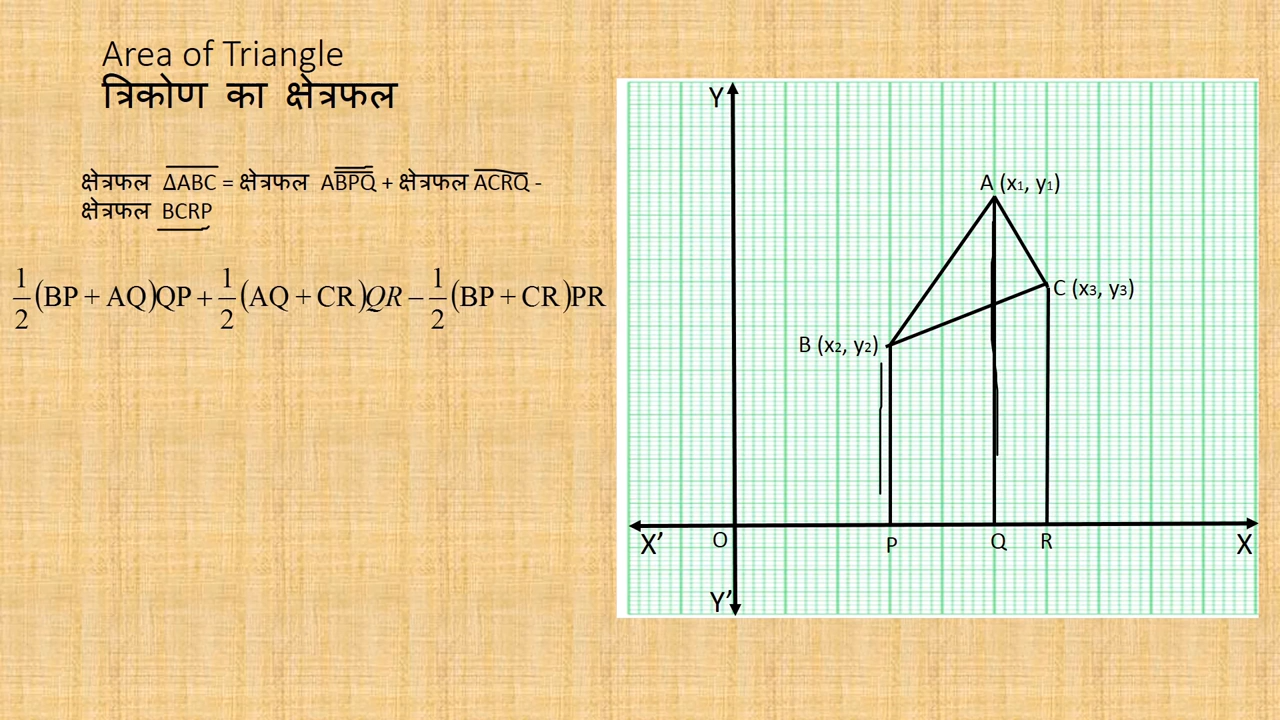 Area of Triangle
त्रिकोण का क्षेत्रफल
क्षेत्रफल ΔABC = क्षेत्रफल ABPQ + क्षेत्रफल ACRQ -
क्षेत्रफल BCRP
1/2(BP + AQ)QP + 1/2(AQ + CR)QR − 1/2(BP + CR)PR
Y
A (x₁, y₁)
C (x₃, y₃)
B (x₂, y₂)
X’ O P Q R X
Y’